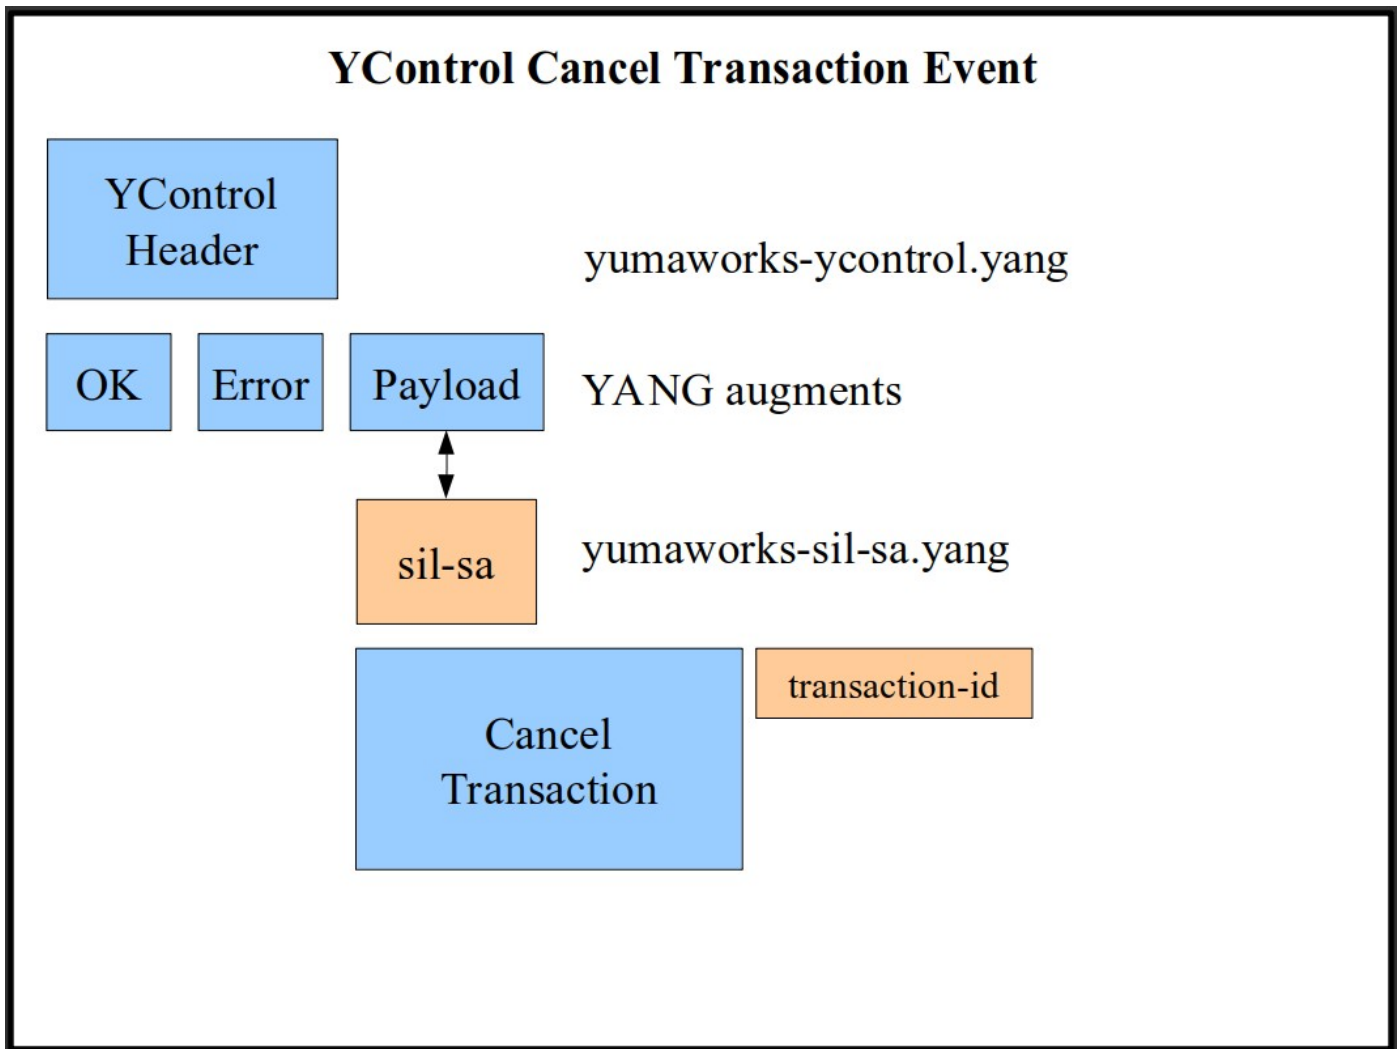 YControl Cancel Transaction Event
YControl
Header
yumaworks-ycontrol.yang
OK
Error
Payload
YANG augments
sil-sa
yumaworks-sil-sa.yang
Cancel
Transaction
transaction-id